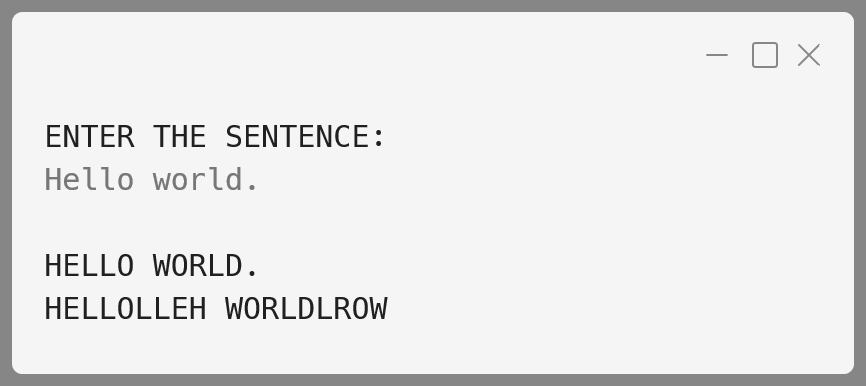 ENTER THE SENTENCE:
Hello world.
HELLO WORLD.
HELLOLLEH WORLDLROW